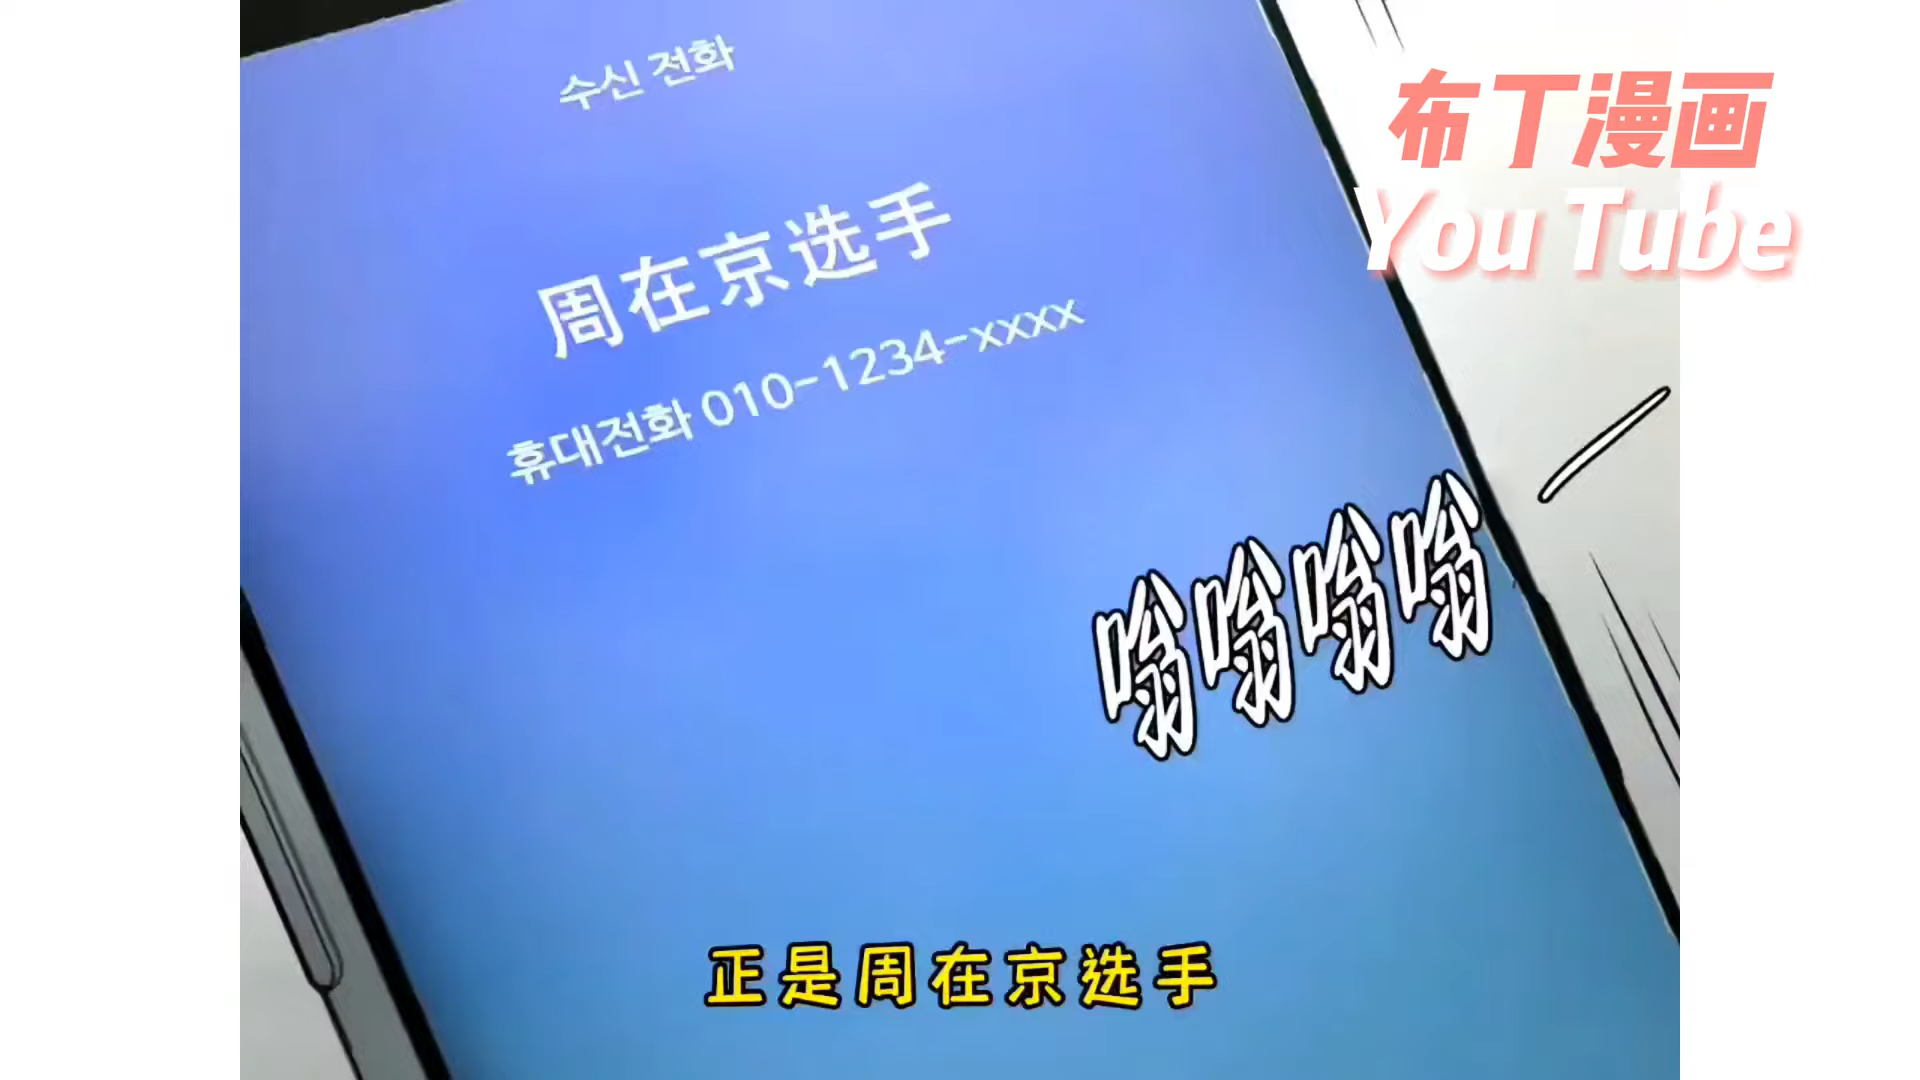 수신 전화
布丁漫画
You Tube
周在京选手
휴대전화 010-1234-xxxx
嗡嗡嗡嗡
正是周在京選手